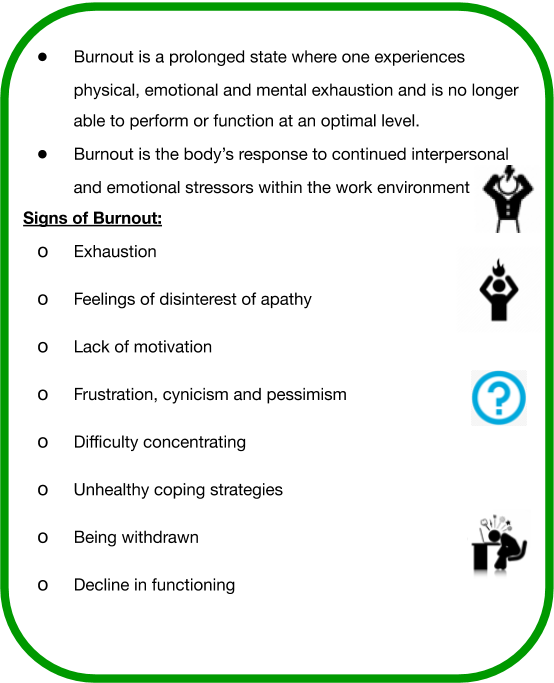 ● Burnout is a prolonged state where one experiences
physical, emotional and mental exhaustion and is no longer
able to perform or function at an optimal level.
● Burnout is the body’s response to continued interpersonal
and emotional stressors within the work environment
Signs of Burnout:
o Exhaustion
o Feelings of disinterest of apathy
o Lack of motivation
o Frustration, cynicism and pessimism
o Difficulty concentrating
o Unhealthy coping strategies
o Being withdrawn
o Decline in functioning